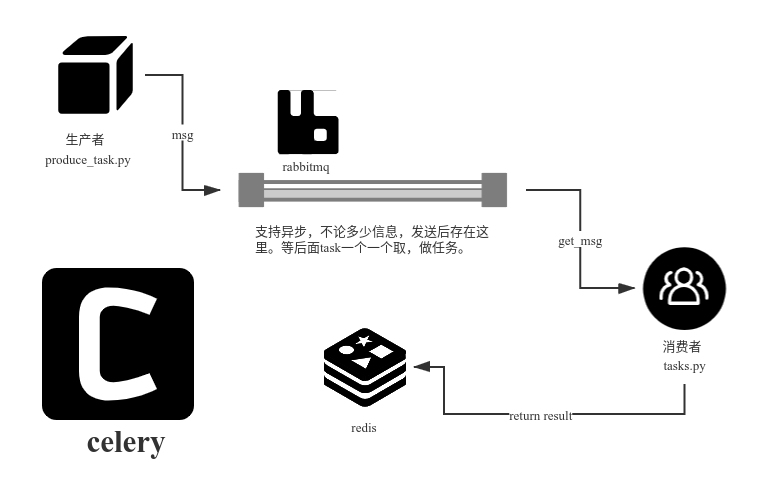 生产者
produce_task.py
msg
rabbitmq
支持异步，不论多少信息，发送后存在这
里。等后面task一个一个取，做任务。
get_msg
消费者
tasks.py
return result
redis
C
celery